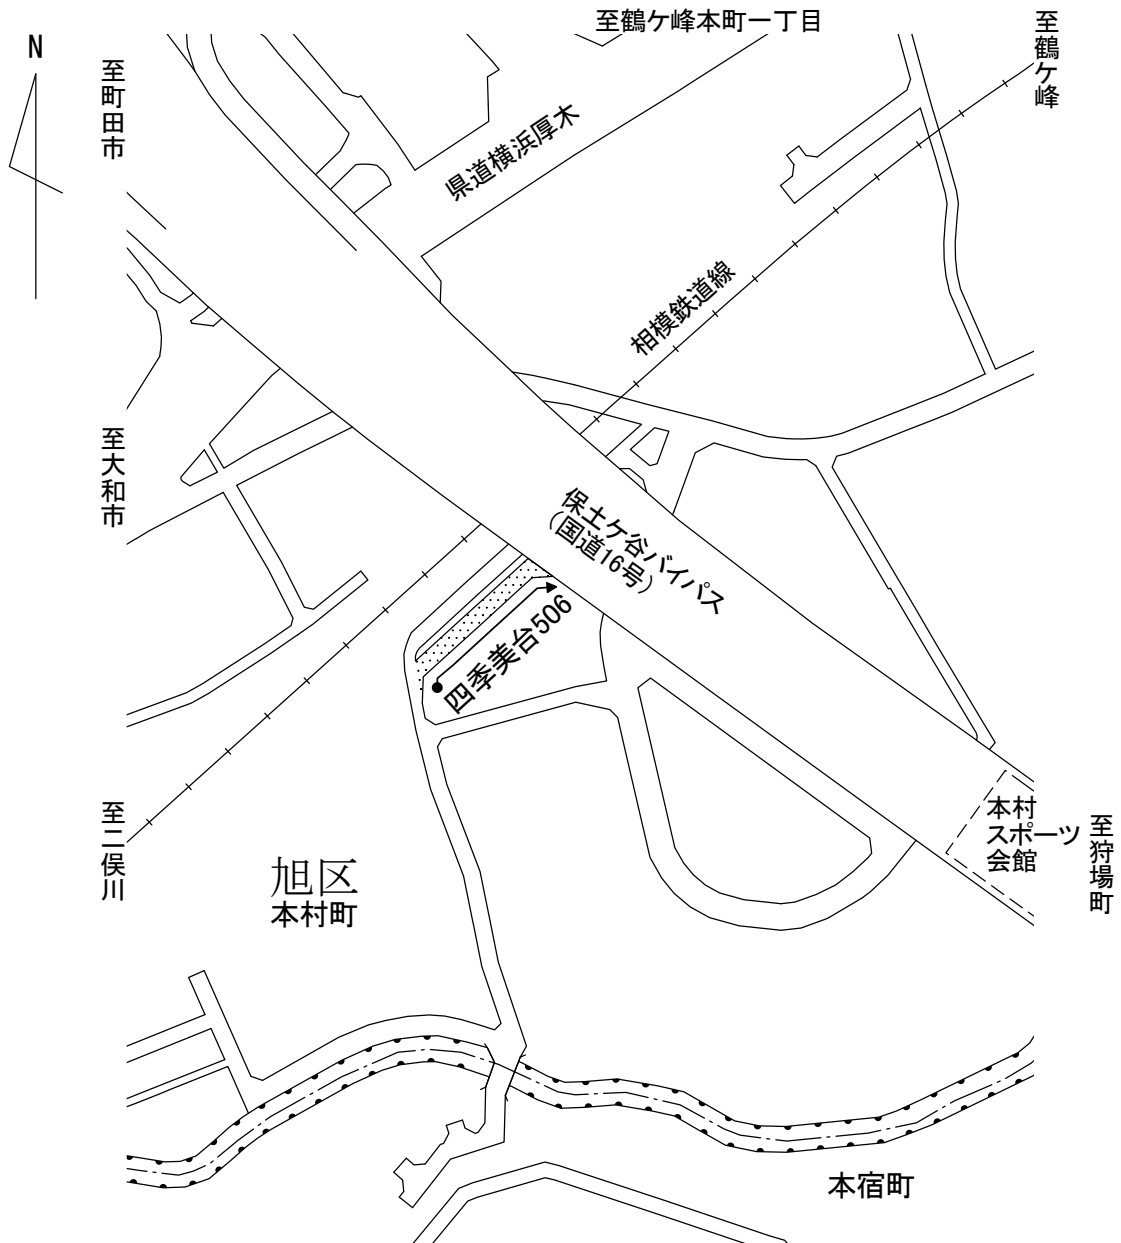 至鶴ケ峰本町一丁目
至鶴ケ峰
N
至町田市
県道横浜厚木
相模鉄道線
至大和市
保土ケ谷バイパス
（国道16号）
四季美台506
至二俣川
本村
スポーツ
会館
至狩場町
旭区
本村町
本宿町